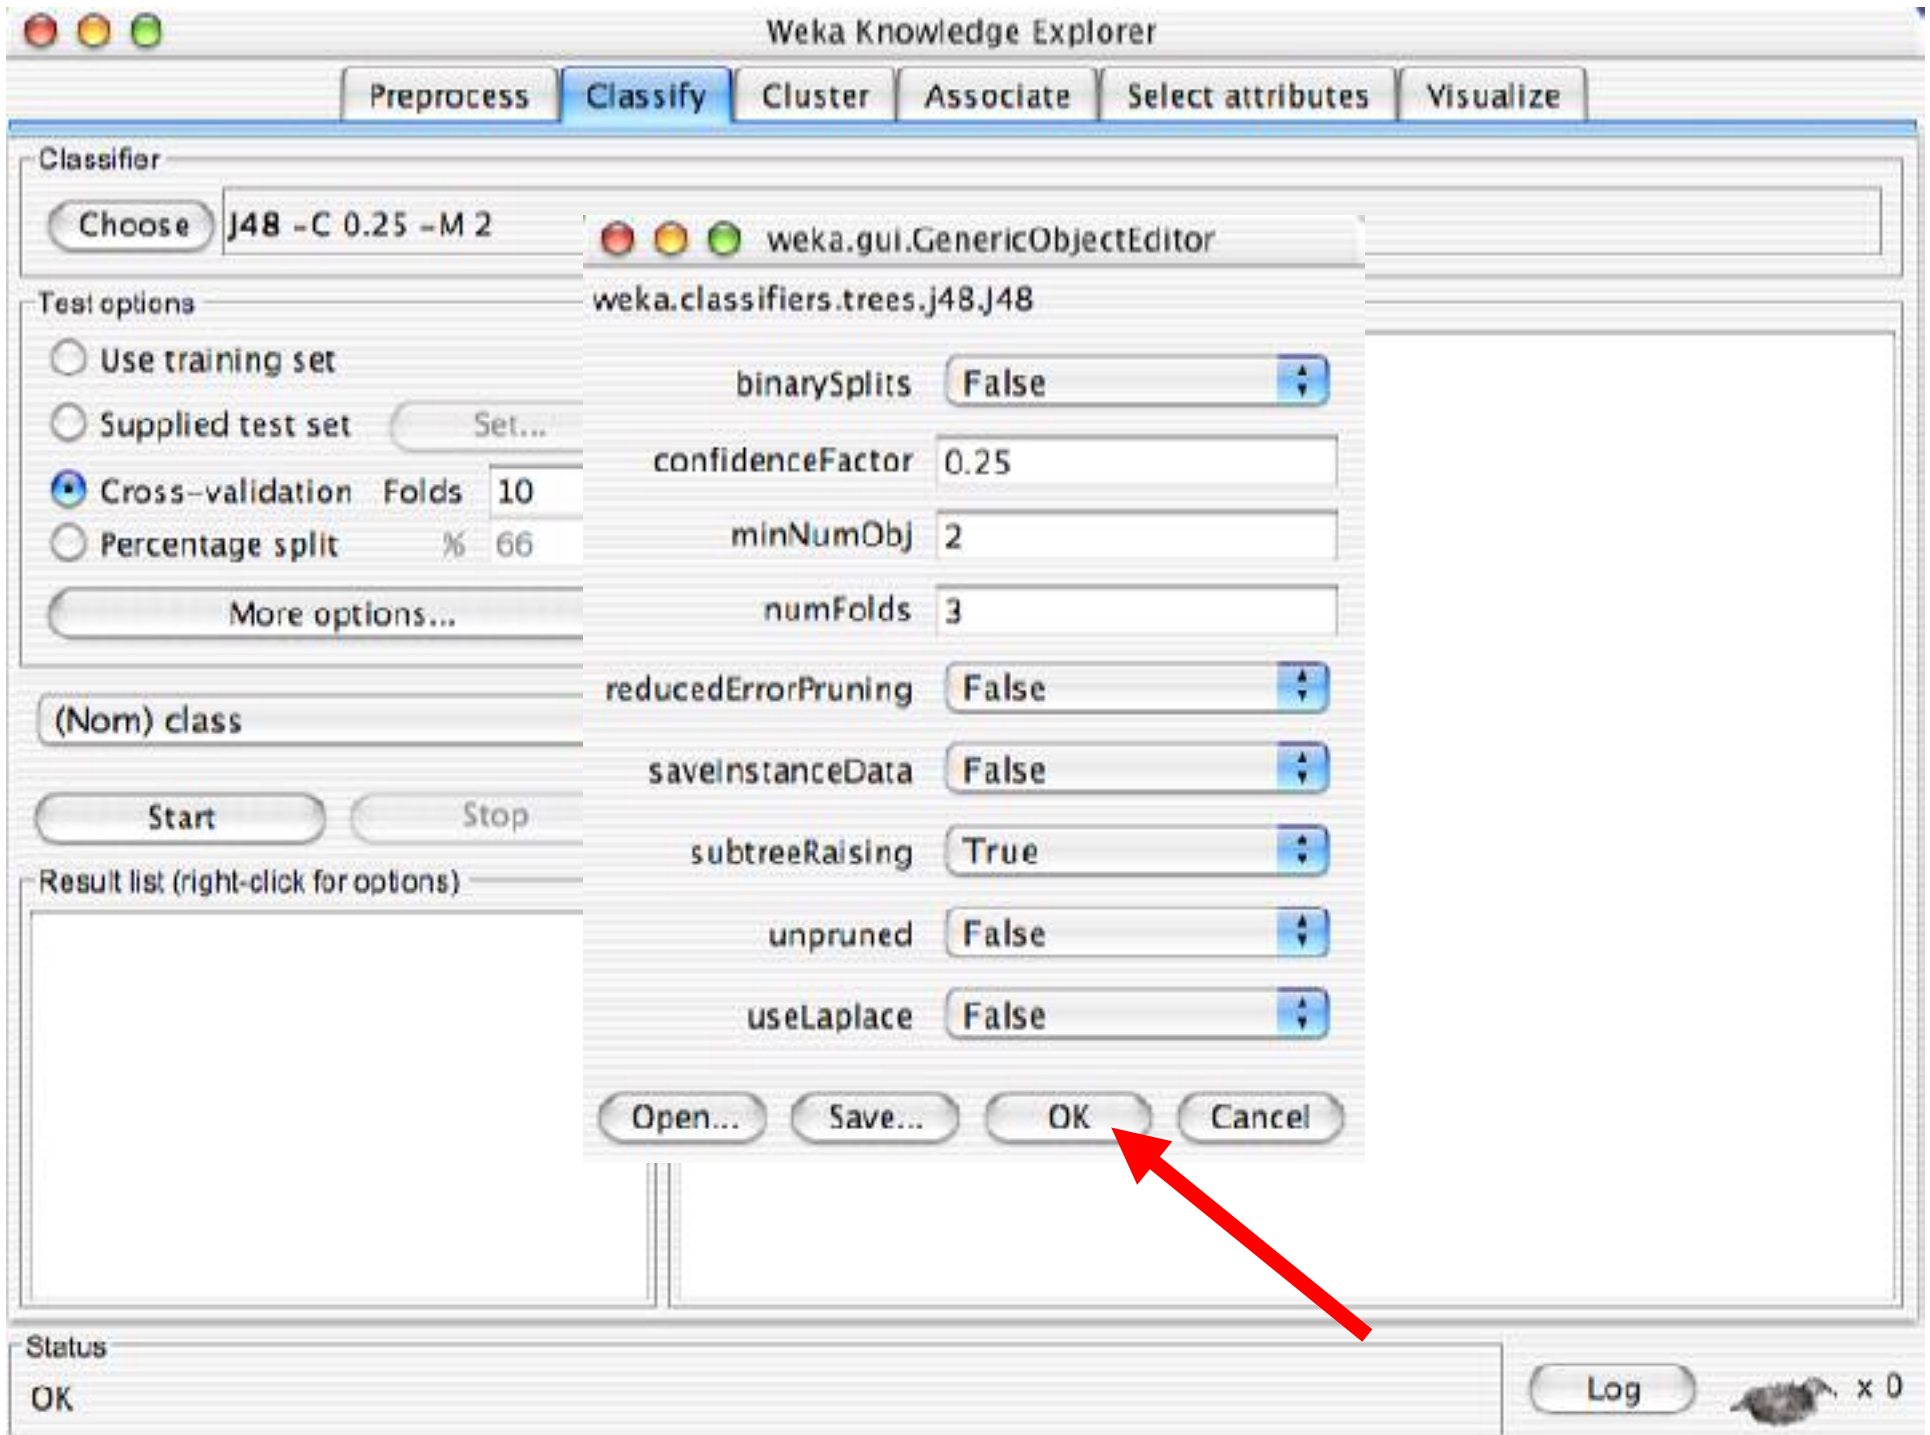 Weka Knowledge Explorer
Preprocess Classify Cluster Associate Select attributes Visualize
Classifier
Choose J48 -C 0.25 -M 2
weka.gui.GenericObjectEditor
weka.classifiers.trees.j48.J48
Test options
Use training set
Supplied test set Set...
Cross-validation Folds 10
Percentage split % 66
More options...
(Nom) class
Start Stop
Result list (right-click for options)
binarySplits False
confidenceFactor 0.25
minNumObj 2
numFolds 3
reducedErrorPruning False
saveInstanceData False
subtreeRaising True
unpruned False
useLaplace False
Open... Save... OK Cancel
Status
OK
Log x 0